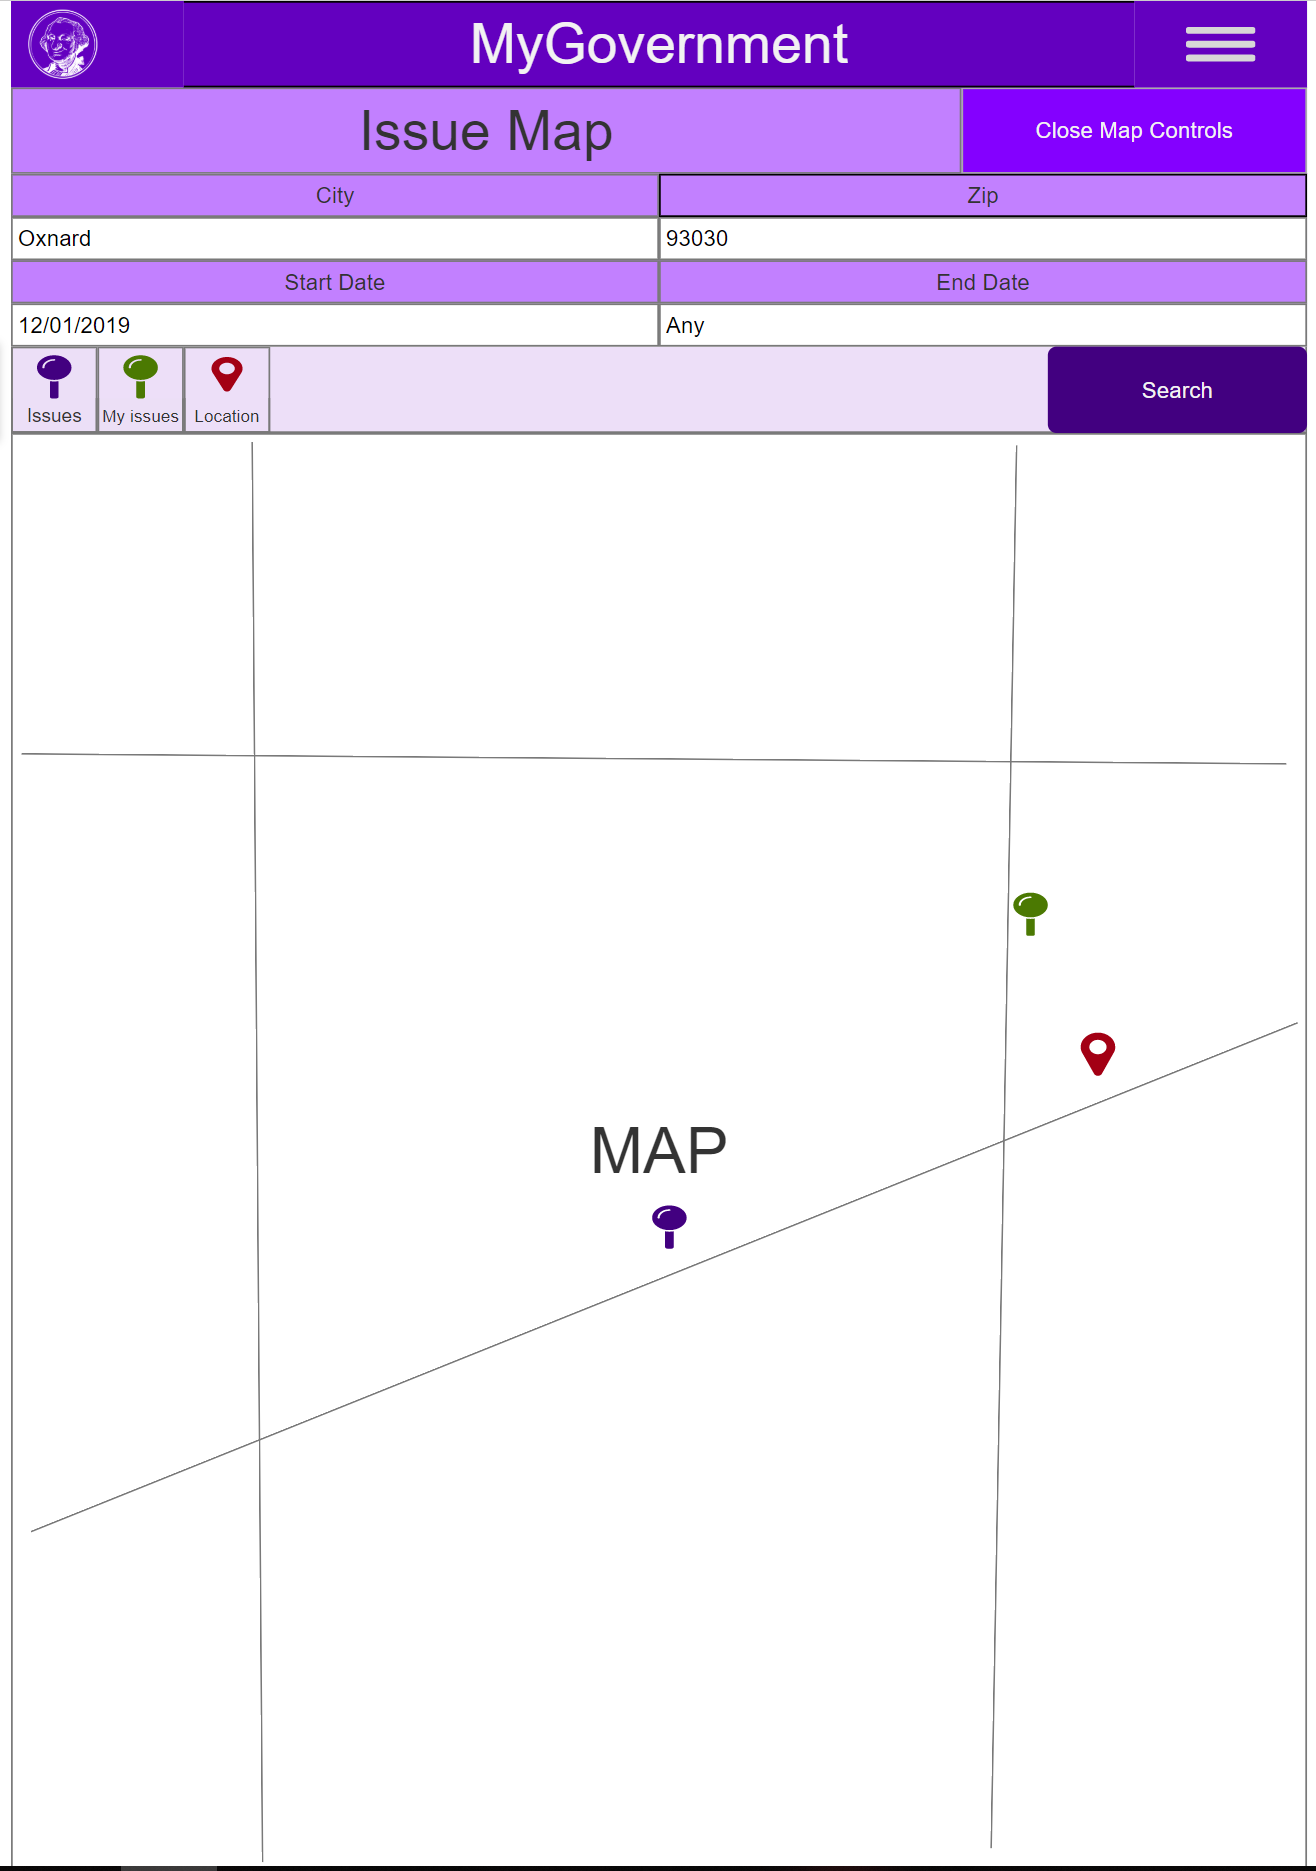 MyGovernment
Issue Map
Close Map Controls
City
Zip
Oxnard
93030
Start Date
End Date
12/01/2019
Any
Issues
My issues
Location
Search
MAP